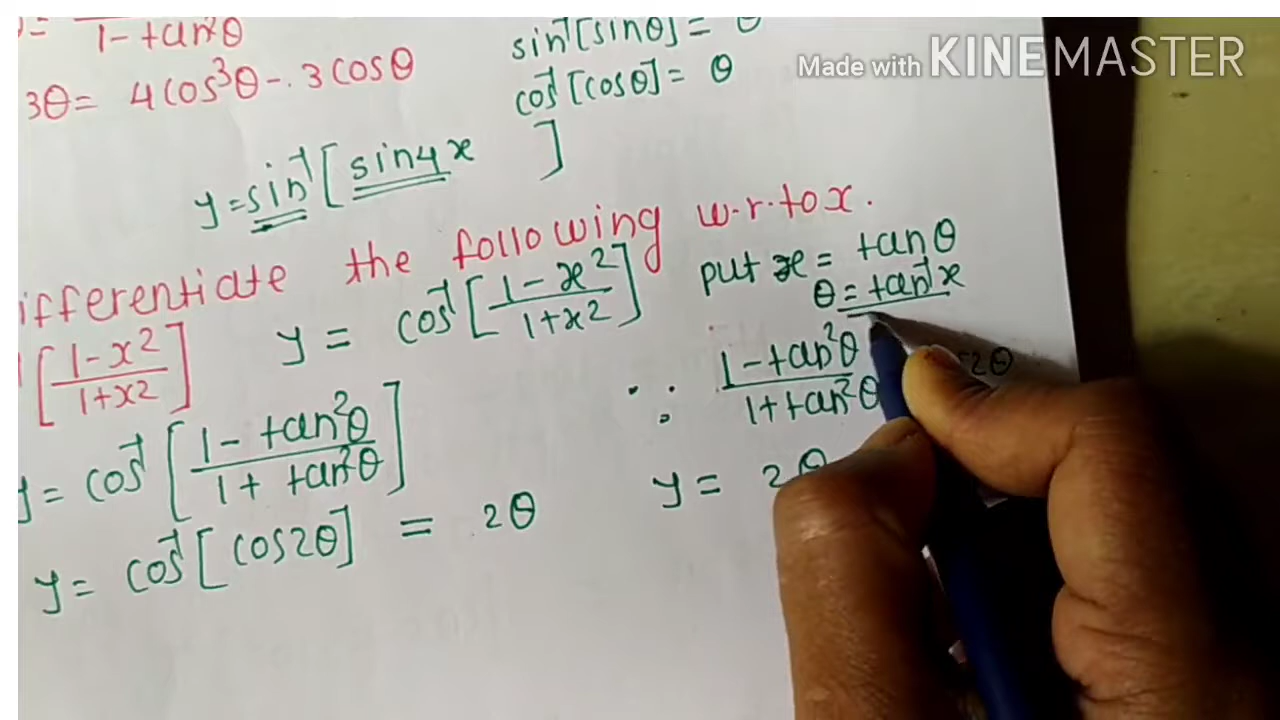 1-tan²θ
sin⁻¹[sinθ] = θ
3θ = 4cos³θ - 3cosθ
cos⁻¹[cosθ] = θ
Made with KINEMASTER
y = sin⁻¹[sin4x ]
ifferentiate the following w.r.to x.
[1-x²/1+x²]
y = cos⁻¹[1-x²/1+x²]
put x = tanθ
θ = tan⁻¹x
∴ 1-tan²θ/1+tan²θ
2θ
y = cos⁻¹[1-tan²θ/1+tan²θ]
y = 2θ
y = cos⁻¹[cos2θ] = 2θ